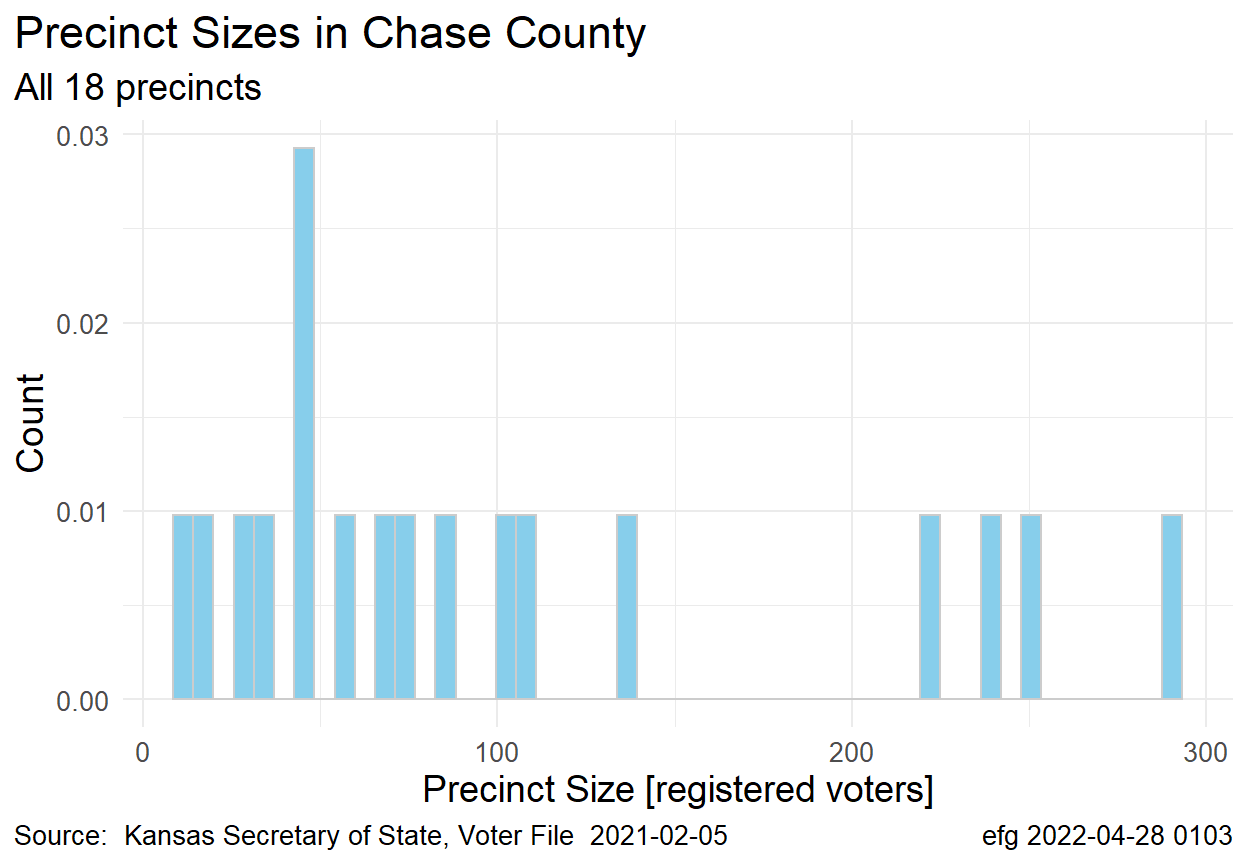 Precinct Sizes in Chase County
All 18 precincts
0.03
0.02
0.01
0.00
Count
0 100 200 300
Precinct Size [registered voters]
Source:  Kansas Secretary of State, Voter File  2021-02-05 efg 2022-04-28 0103